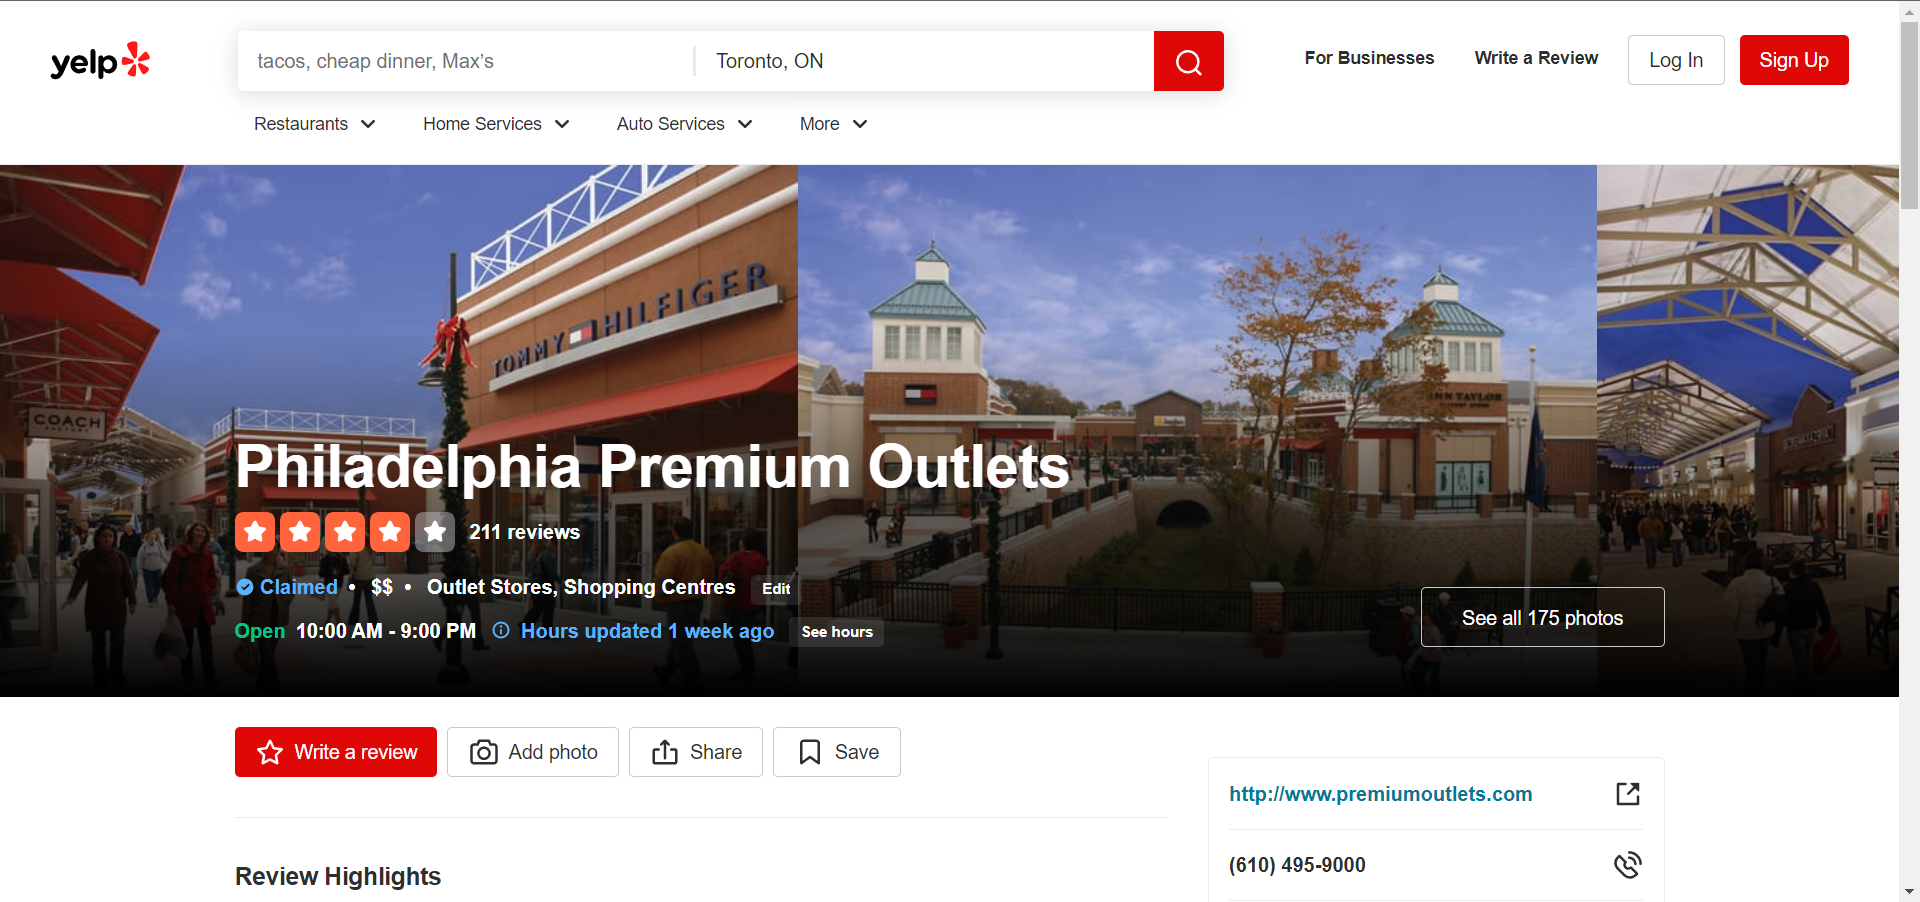 yelp
tacos, cheap dinner, Max's
Toronto, ON
For Businesses
Write a Review
Log In
Sign Up
Restaurants
Home Services
Auto Services
More
TOMMY HILFIGER
COACH
FACTORY
ANN TAYLOR
Philadelphia Premium Outlets
211 reviews
Claimed • $$ • Outlet Stores, Shopping Centres
Edit
Open 10:00 AM - 9:00 PM
Hours updated 1 week ago
See hours
See all 175 photos
Write a review
Add photo
Share
Save
http://www.premiumoutlets.com
(610) 495-9000
Review Highlights